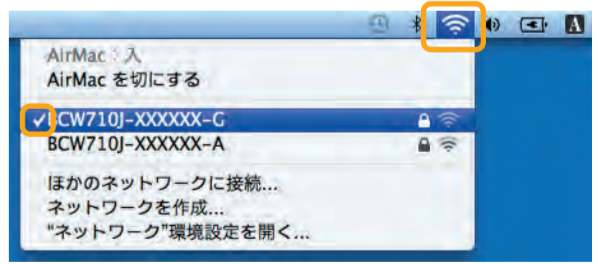 A
AirMac：入
AirMac を切にする
✓BCW710J-XXXXXX-G
BCW710J-XXXXXX-A
ほかのネットワークに接続...
ネットワークを作成...
“ネットワーク”環境設定を開く...